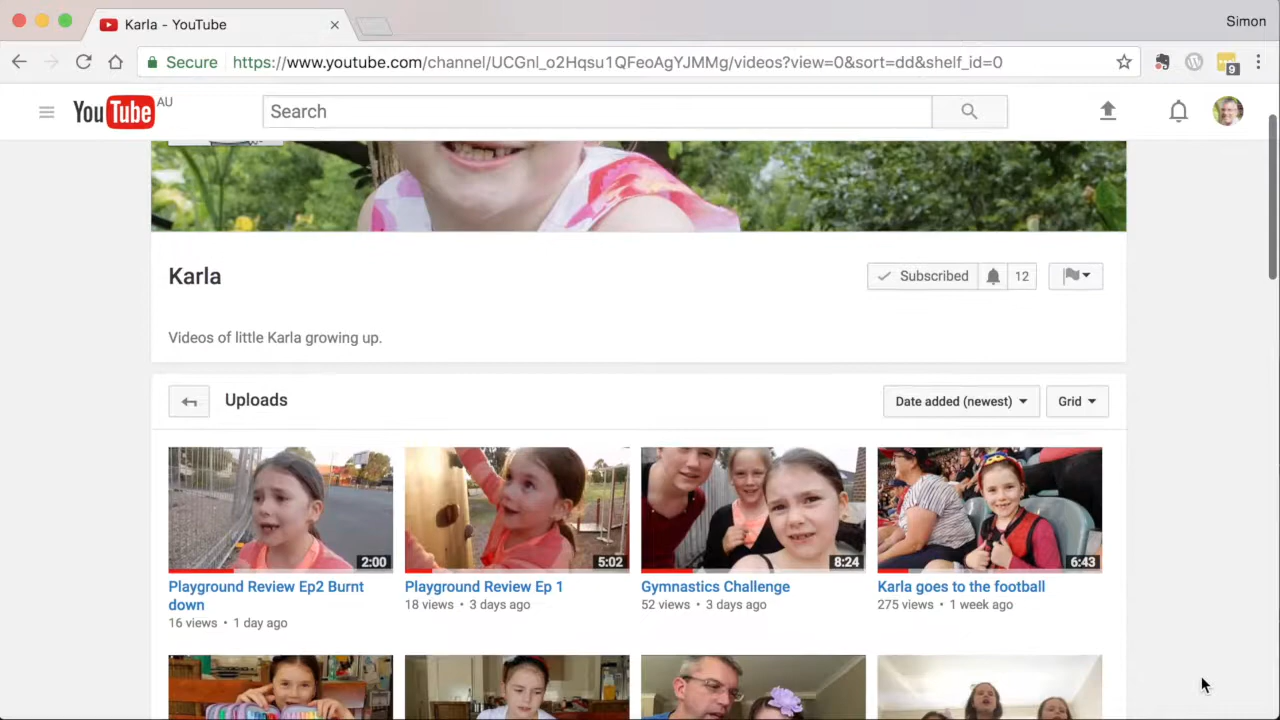 Karla - YouTube
Simon
Secure https://www.youtube.com/channel/UCGnl_o2Hqsu1QFeoAgYJMMg/videos?view=0&sort=dd&shelf_id=0
9
YouTube AU
Search
Karla
Subscribed 12
Videos of little Karla growing up.
Uploads
Date added (newest) Grid
2:00 5:02 8:24 6:43
Playground Review Ep2 Burnt down
16 views • 1 day ago
Playground Review Ep 1
18 views • 3 days ago
Gymnastics Challenge
52 views • 3 days ago
Karla goes to the football
275 views • 1 week ago